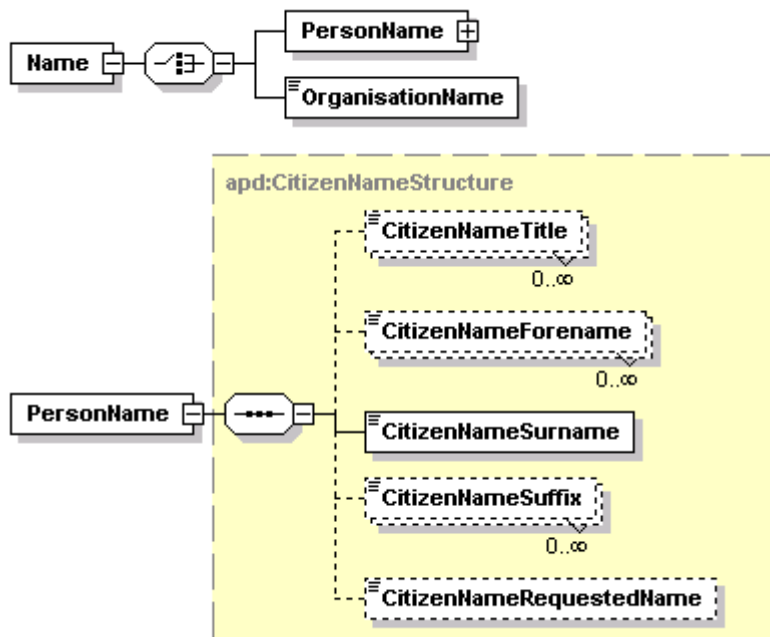 Name
PersonName
OrganisationName
apd:CitizenNameStructure
CitizenNameTitle
0..∞
CitizenNameForename
0..∞
PersonName
CitizenNameSurname
CitizenNameSuffix
0..∞
CitizenNameRequestedName